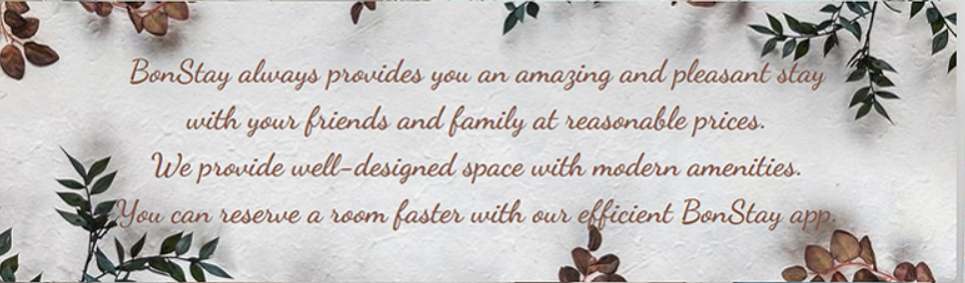 BonStay always provides you an amazing and pleasant stay
with your friends and family at reasonable prices.
We provide well-designed space with modern amenities.
You can reserve a room faster with our efficient BonStay app.